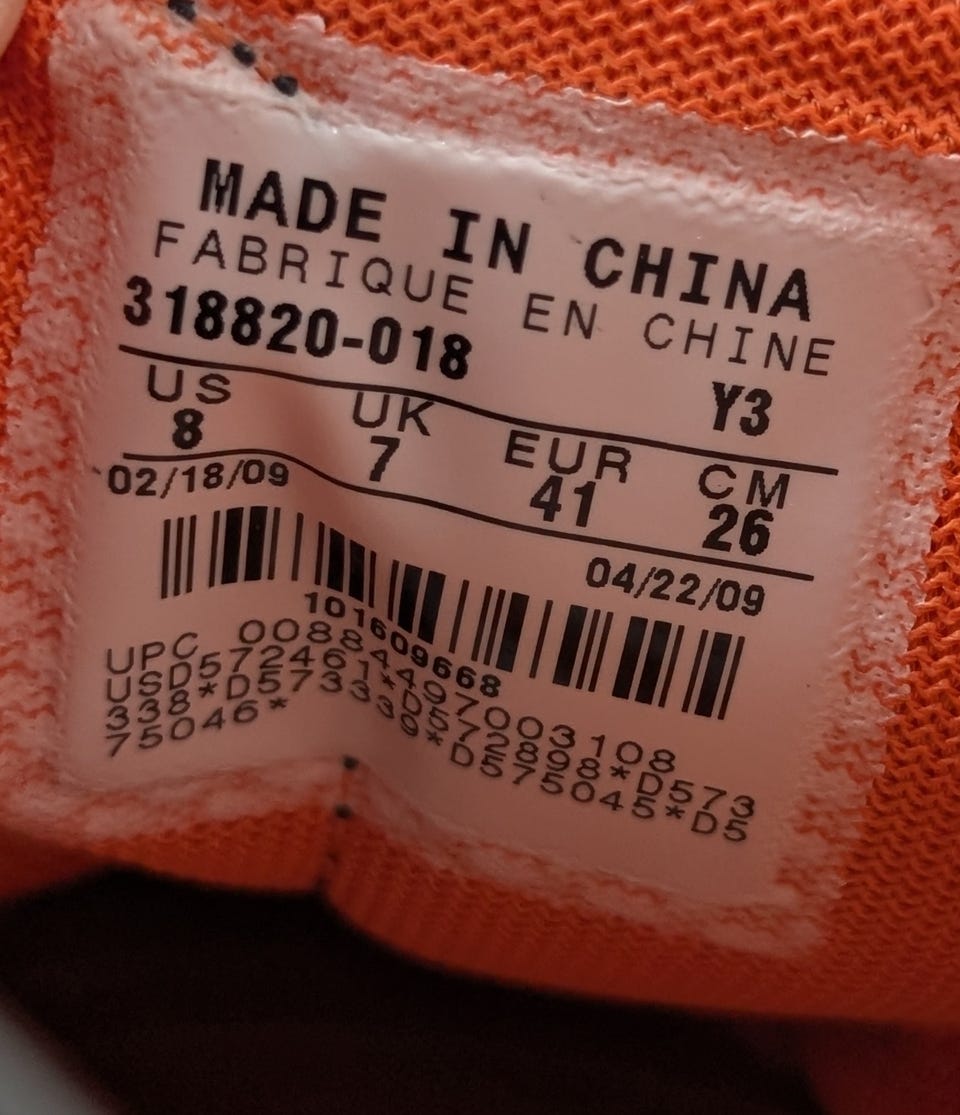 MADE IN CHINA
FABRIQUE EN CHINE
318820-018 Y3
US UK EUR CM
8 7 41 26
02/18/09 04/22/09
101609668
UPC 00884497003108
USD572461*D572898*D573
338*D573339*D575045*D5
75046*